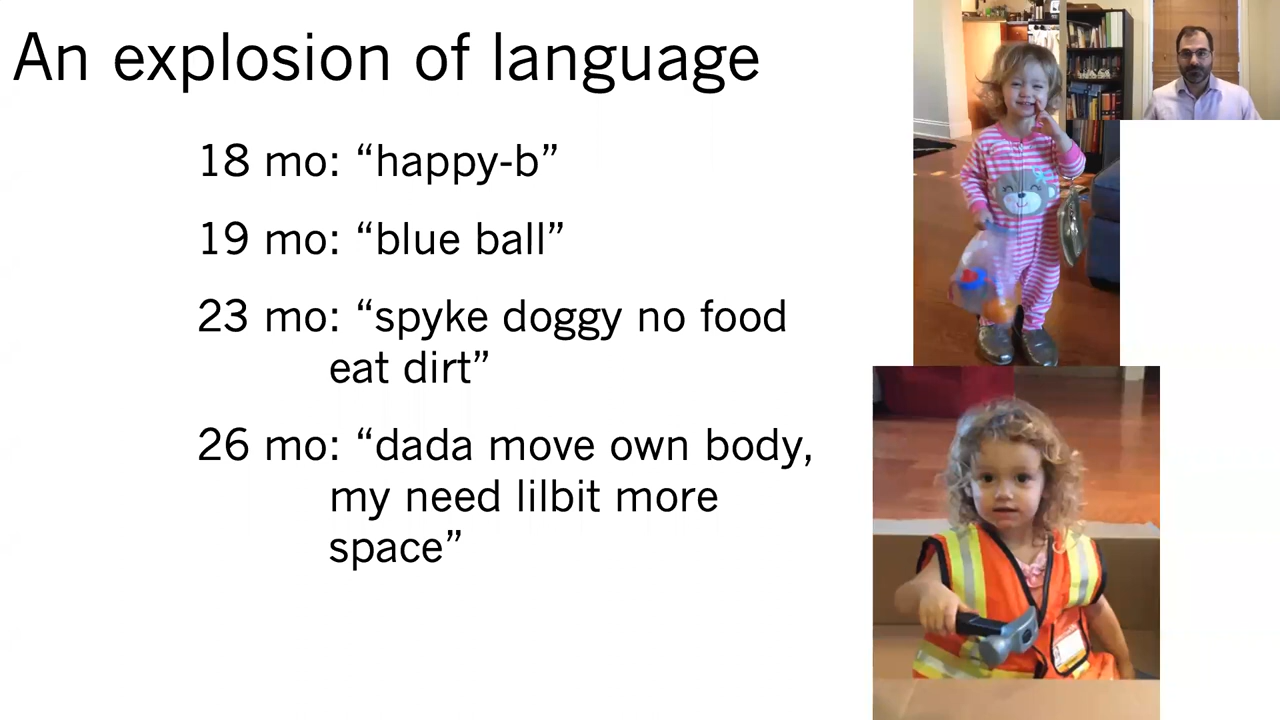 An explosion of language
18 mo: “happy-b”
19 mo: “blue ball”
23 mo: “spyke doggy no food
eat dirt”
26 mo: “dada move own body,
my need lilbit more
space”